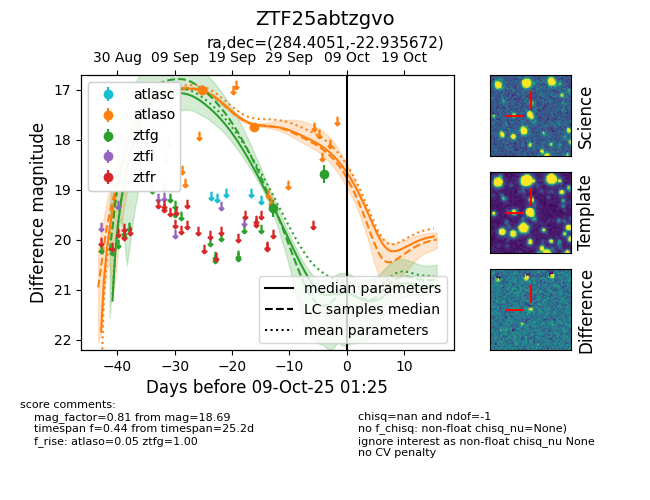 ZTF25abtzgvo
ra,dec=(284.4051,-22.935672)
30 Aug 09 Sep 19 Sep 29 Sep 09 Oct 19 Oct
17
18
19
20
21
22
Difference magnitude
atlasc
atlaso
ztfg
ztfi
ztfr
median parameters
LC samples median
mean parameters
−40 −30 −20 −10 0 10
Days before 09-Oct-25 01:25
Science
Template
Difference
score comments:
mag_factor=0.81 from mag=18.69
timespan f=0.44 from timespan=25.2d
f_rise: atlaso=0.05 ztfg=1.00
chisq=nan and ndof=-1
no f_chisq: non-float chisq_nu=None)
ignore interest as non-float chisq_nu None
no CV penalty